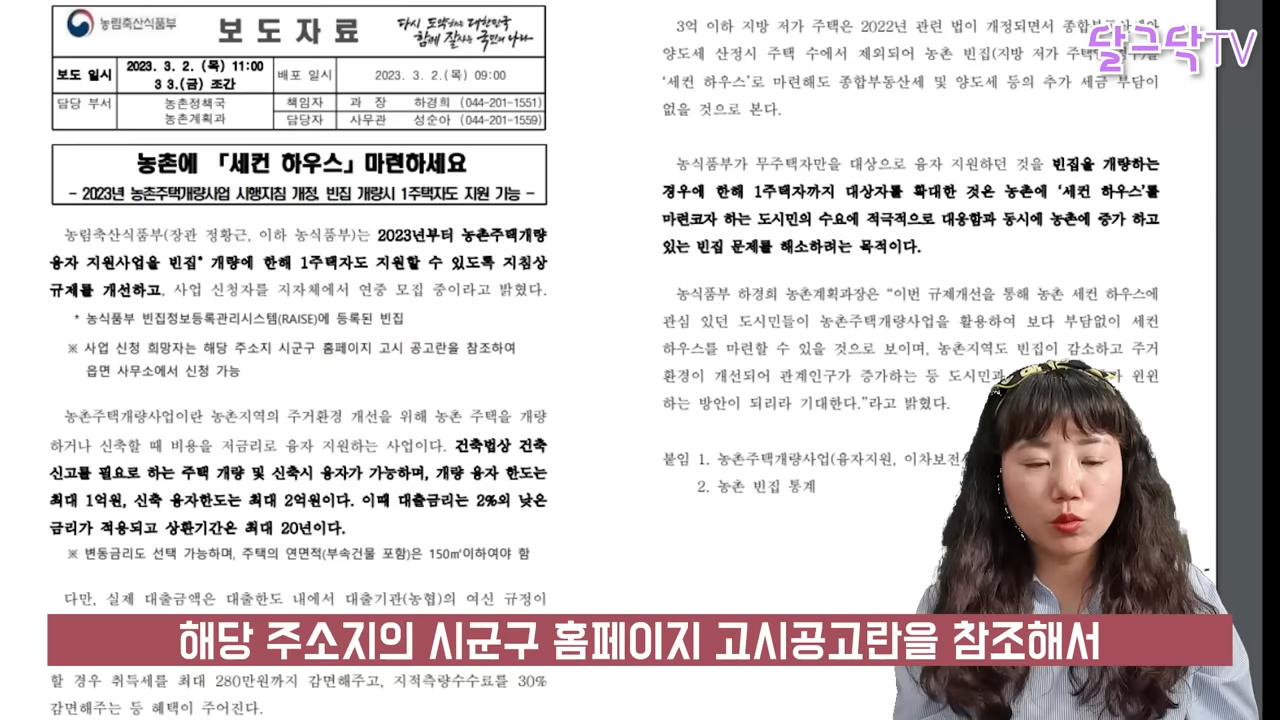 농림축산식품부
보 도 자 료
다시 도약하는 대한민국
함께 잘사는 국민의 나라
보도 일시
2023. 3. 2. (목) 11:00
3 3.(금) 조간
배포 일시
2023. 3. 2.(목) 09:00
담당 부서
농촌정책국
농촌계획과
책임자
과 장 하경희 (044-201-1551)
담당자
사무관 성순아 (044-201-1559)
농촌에 「세컨 하우스」 마련하세요
- 2023년 농촌주택개량사업 시행지침 개정, 빈집 개량시 1주택자도 지원 가능 -
농림축산식품부(장관 정황근, 이하 농식품부)는 2023년부터 농촌주택개량
융자 지원사업을 빈집* 개량에 한해 1주택자도 지원할 수 있도록 지침상
규제를 개선하고, 사업 신청자를 지자체에서 연중 모집 중이라고 밝혔다.
* 농식품부 빈집정보등록관리시스템(RAISE)에 등록된 빈집
※ 사업 신청 희망자는 해당 주소지 시군구 홈페이지 고시 공고란을 참조하여
읍면 사무소에서 신청 가능
농촌주택개량사업이란 농촌지역의 주거환경 개선을 위해 농촌 주택을 개량
하거나 신축할 때 비용을 저금리로 융자 지원하는 사업이다. 건축법상 건축
신고를 필요로 하는 주택 개량 및 신축시 융자가 가능하며, 개량 융자 한도는
최대 1억원, 신축 융자한도는 최대 2억원이다. 이때 대출금리는 2%의 낮은
금리가 적용되고 상환기간은 최대 20년이다.
※ 변동금리도 선택 가능하며, 주택의 연면적(부속건물 포함)은 150㎡이하여야 함
다만, 실제 대출금액은 대출한도 내에서 대출기관(농협)의 여신 규정이
할 경우 취득세를 최대 280만원까지 감면해주고, 지적측량수수료를 30%
감면해주는 등 혜택이 주어진다.
3억 이하 지방 저가 주택은 2022년 관련 법이 개정되면서
양도세 산정시 주택 수에서 제외되어 농촌 빈집(지방 저가
'세컨 하우스'로 마련해도 종합부동산세 및 양도세 등의 추가 세금 부담이
없을 것으로 본다.
농식품부가 무주택자만을 대상으로 융자 지원하던 것을 빈집을 개량하는
경우에 한해 1주택자까지 대상자를 확대한 것은 농촌에 '세컨 하우스'를
마련코자 하는 도시민의 수요에 적극적으로 대응함과 동시에 농촌에 증가 하고
있는 빈집 문제를 해소하려는 목적이다.
농식품부 하경희 농촌계획과장은 "이번 규제개선을 통해 농촌 세컨 하우스에
관심 있던 도시민들이 농촌주택개량사업을 활용하여 보다 부담없이 세컨
하우스를 마련할 수 있을 것으로 보이며, 농촌지역도 빈집이 감소하고 주거
환경이 개선되어 관계인구가 증가하는 등 윈윈
하는 방안이 되리라 기대한다."라고 밝혔다.
붙임 1. 농촌주택개량사업(융자지원,
2. 농촌 빈집 통계
달그닥TV
해당 주소지의 시군구 홈페이지 고시공고란을 참조해서